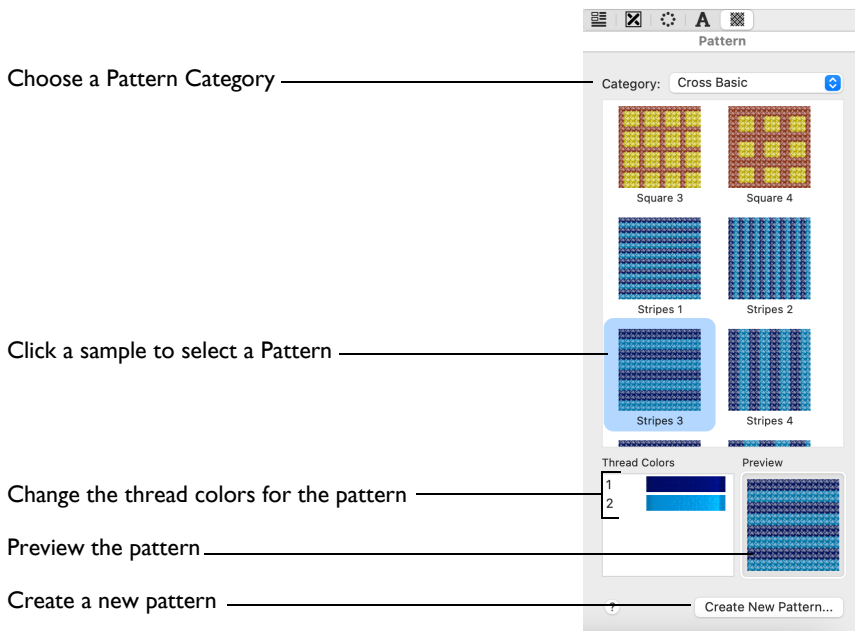 A
Pattern
Choose a Pattern Category
Category: Cross Basic
Square 3 Square 4
Stripes 1 Stripes 2
Click a sample to select a Pattern
Stripes 3 Stripes 4
Thread Colors Preview
Change the thread colors for the pattern
1
2
Preview the pattern
Create a new pattern
? Create New Pattern...